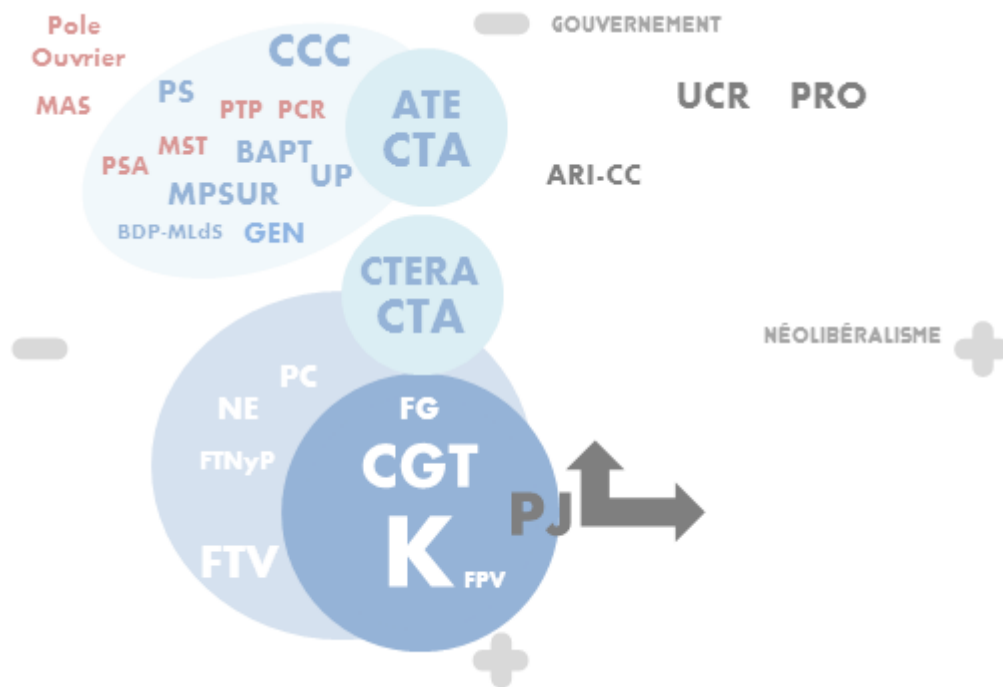 Pole
Ouvrier
MAS
CCC
PS
PTP PCR
MST
PSA
BAPT
UP
MPSUR
BDP-MLdS
GEN
ATE
CTA
GOUVERNEMENT
UCR PRO
ARI-CC
CTERA
CTA
NÉOLIBÉRALISME
PC
NE
FTNyP
FTV
FG
CGT
K
FPV
PJ